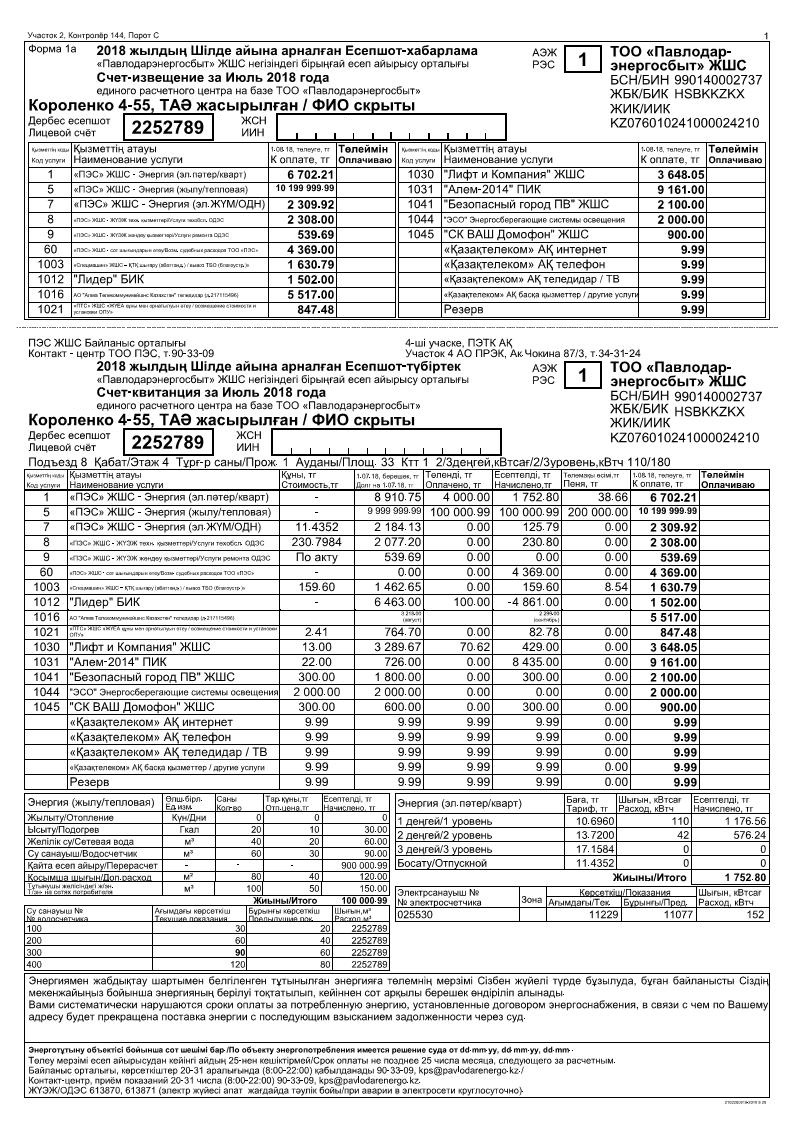 Участок 2, Контролёр 144, Порот С
1
Форма 1а
2018 жылдың Шілде айына арналған Есепшот-хабарлама
«Павлодарэнергосбыт» ЖШС негізіндегі бірыңғай есеп айырысу орталығы
Счет-извещение за Июль 2018 года
единого расчетного центра на базе ТОО «Павлодарэнергосбыт»
АЭЖ
РЭС
1
ТОО «Павлодар-
энергосбыт» ЖШС
БСН/БИН 990140002737
ЖБК/БИК HSBKKZKX
ЖИК/ИИК
KZ076010241000024210
Короленко 4-55, ТАӘ жасырылған / ФИО скрыты
Дербес есепшот
Лицевой счёт
2252789
ЖСН
ИИН
Қызметтің коды
Код услуги
Қызметтің атауы
Наименование услуги
1-08-18, төлеуге, тг
К оплате, тг
Төлеймін
Оплачиваю
1 «ПЭС» ЖШС - Энергия (эл.пәтер/кварт) 6 702.21
5 «ПЭС» ЖШС - Энергия (жылу/тепловая) 10 199 999-99
7 «ПЭС» ЖШС - Энергия (эл.ЖҮМ/ОДН) 2 309.92
8 «ПЭС» ЖШС - ЖҮЭЖ техн. қызметтері/Услуги техобсл. ОДЭС 2 308.00
9 «ПЭС» ЖШС - ЖҮЭЖ жөндеу қызметтері/Услуги ремонта ОДЭС 539.69
60 «ПЭС» ЖШС - сот шығындарын өтеу/Возм. судебных расходов ТОО «ПЭС» 4 369.00
1003 «Спецмашин» ЖШС – ҚТҚ шығару (абаттанд.) / вывоз ТБО (благоустр.)» 1 630.79
1012 "Лидер" БИК 1 502.00
1016 АО "Алма Телекоммуникейшнс Казахстан" теледидар (д.217115496) 5 517.00
1021 «ПТС» ЖШС «ЖҮЕА құны мен орнатылуын өтеу / возмещение стоимости и установки ОПУ» 847.48
Қызметтің коды
Код услуги
Қызметтің атауы
Наименование услуги
1-08-18, төлеуге, тг
К оплате, тг
Төлеймін
Оплачиваю
1030 "Лифт и Компания" ЖШС 3 648.05
1031 "Алем-2014" ПИК 9 161.00
1041 "Безопасный город ПВ" ЖШС 2 100.00
1044 "ЭСО" Энергосберегающие системы освещения 2 000.00
1045 "СК ВАШ Домофон" ЖШС 900.00
«Қазақтелеком» АҚ интернет 9.99
«Қазақтелеком» АҚ телефон 9.99
«Қазақтелеком» АҚ теледидар / ТВ 9.99
«Қазақтелеком» АҚ басқа қызметтер / другие услуги 9.99
Резерв 9.99
ПЭС ЖШС Байланыс орталығы
Контакт - центр ТОО ПЭС, т.90-33-09
4-ші учаске, ПЭТК АҚ
Участок 4 АО ПРЭК, Ак Чокина 87/3, т.34-31-24
2018 жылдың Шілде айына арналған Есепшот-түбіртек
«Павлодарэнергосбыт» ЖШС негізіндегі бірыңғай есеп айырысу орталығы
Счет-квитанция за Июль 2018 года
единого расчетного центра на базе ТОО «Павлодарэнергосбыт»
АЭЖ
РЭС
1
ТОО «Павлодар-
энергосбыт» ЖШС
БСН/БИН 990140002737
ЖБК/БИК HSBKKZKX
ЖИК/ИИК
KZ076010241000024210
Короленко 4-55, ТАӘ жасырылған / ФИО скрыты
Дербес есепшот
Лицевой счёт
2252789
ЖСН
ИИН
Подъезд 8 Қабат/Этаж 4 Тұрғ-р саны/Прож. 1 Ауданы/Площ. 33 Ктт 1 2/3деңгей,кВтсағ/2/3уровень,кВтч 110/180
Қызметтің коды
Код услуги
Қызметтің атауы
Наименование услуги
Құны, тг
Стоимость,тг
1-07-18, берешек, тг
Долг на 1-07-18, тг
Төленді, тг
Оплачено, тг
Есептелді, тг
Начислено,тг
Төлемақы өсімі, тг
Пеня, тг
1-08-18, төлеуге, тг
К оплате, тг
Төлеймін
Оплачиваю
1 «ПЭС» ЖШС - Энергия (эл.пәтер/кварт) - 8 910.75 4 000.00 1 752.80 38.66 6 702.21
5 «ПЭС» ЖШС - Энергия (жылу/тепловая) - 9 999 999-99 100 000-99 100 000-99 200 000-00 10 199 999-99
7 «ПЭС» ЖШС - Энергия (эл.ЖҮМ/ОДН) 11.4352 2 184.13 0.00 125.79 0.00 2 309.92
8 «ПЭС» ЖШС - ЖҮЭЖ техн. қызметтері/Услуги техобсл. ОДЭС 230.7984 2 077.20 0.00 230.80 0.00 2 308.00
9 «ПЭС» ЖШС - ЖҮЭЖ жөндеу қызметтері/Услуги ремонта ОДЭС По акту 539.69 0.00 0.00 0.00 539.69
60 «ПЭС» ЖШС - сот шығындарын өтеу/Возм. судебных расходов ТОО «ПЭС» - 0.00 0.00 4 369.00 0.00 4 369.00
1003 «Спецмашин» ЖШС – ҚТҚ шығару (абаттанд.) / вывоз ТБО (благоустр.)» 159.60 1 462.65 0.00 159.60 8.54 1 630.79
1012 "Лидер" БИК - 6 463.00 100.00 -4 861.00 0.00 1 502.00
1016 АО "Алма Телекоммуникейшнс Казахстан" теледидар (д.217115496) 3 218.00 (август) 2 299.00 (сентябрь) 5 517.00
1021 «ПТС» ЖШС «ЖҮЕА құны мен орнатылуын өтеу / возмещение стоимости и установки ОПУ» 2.41 764.70 0.00 82.78 0.00 847.48
1030 "Лифт и Компания" ЖШС 13.00 3 289.67 70.62 429.00 0.00 3 648.05
1031 "Алем-2014" ПИК 22.00 726.00 0.00 8 435.00 0.00 9 161.00
1041 "Безопасный город ПВ" ЖШС 300.00 1 800.00 0.00 300.00 0.00 2 100.00
1044 "ЭСО" Энергосберегающие системы освещения 2 000.00 2 000.00 0.00 0.00 0.00 2 000.00
1045 "СК ВАШ Домофон" ЖШС 300.00 600.00 0.00 300.00 0.00 900.00
«Қазақтелеком» АҚ интернет 9.99 9.99 9.99 9.99 0.00 9.99
«Қазақтелеком» АҚ телефон 9.99 9.99 9.99 9.99 0.00 9.99
«Қазақтелеком» АҚ теледидар / ТВ 9.99 9.99 9.99 9.99 0.00 9.99
«Қазақтелеком» АҚ басқа қызметтер / другие услуги 9.99 9.99 9.99 9.99 0.00 9.99
Резерв 9.99 9.99 9.99 9.99 0.00 9.99
Энергия (жылу/тепловая)
Өлш.бірл.
Ед.изм.
Саны
Кол-во
Тар.құны,тг
Отп.цена,тг
Есептелді, тг
Начислено, тг
Жылыту/Отопление Күн/Дни 0 0 0
Ысыту/Подогрев Гкал 20 10 30.00
Желілік су/Сетевая вода м³ 40 20 60.00
Су санауыш/Водосчетчик м³ 60 30 90.00
Қайта есеп айыру/Перерасчет - - - 900 000-99
Қосымша шығын/Доп.расход м² 80 40 120.00
Тұтынушы желісіндегі ж/эн.
Т/эн на сетях потребителя м³ 100 50 150.00
Жиыны/Итого 100 000-99
Су санауыш №
№ водосчетчика
Ағымдағы көрсеткіш
Текущие показания
Бұрынғы көрсеткіш
Предыдущие пок.
Шығын,м³
Расход,м³
100 30 20 2252789
200 60 40 2252789
300 90 60 2252789
400 120 80 2252789
Энергия (эл.пәтер/кварт)
Баға, тг
Тариф, тг
Шығын, кВтсағ
Расход, кВтч
Есептелді, тг
Начислено, тг
1 деңгей/1 уровень 10.6960 110 1 176.56
2 деңгей/2 уровень 13.7200 42 576.24
3 деңгей/3 уровень 17.1584 0 0
Босату/Отпускной 11.4352 0 0
Жиыны/Итого 1 752.80
Электрсанауыш №
№ электросчетчика
Зона
Көрсеткіш/Показания
Ағымдағы/Тек.
Бұрынғы/Пред.
Шығын, кВтсағ
Расход, кВтч
025530 11229 11077 152
Энергиямен жабдықтау шартымен белгіленген тұтынылған энергияға төлемнің мерзімі Сізбен жүйелі түрде бұзылуда, бұған байланысты Сіздің
мекенжайыңыз бойынша энергияның берілуі тоқтатылып, кейіннен сот арқылы берешек өндіріліп алынады.
Вами систематически нарушаются сроки оплаты за потребленную энергию, установленные договором энергоснабжения, в связи с чем по Вашему
адресу будет прекращена поставка энергии с последующим взысканием задолженности через суд.
Энерготұтыну объектісі бойынша сот шешімі бар./По объекту энергопотребления имеется решение суда от dd-mm-yy, dd-mm-yy, dd-mm-
Төлеу мерзімі есеп айырысудан кейінгі айдың 25-нен кешіктірмей/Срок оплаты не позднее 25 числа месяца, следующего за расчетным.
Байланыс орталығы, көрсеткіштер 20-31 аралығында (8:00-22:00) қабылданады 90-33-09, kps@pavlodarenergo.kz /
Контакт-центр, приём показаний 20-31 числа (8:00-22:00) 90-33-09, kps@pavlodarenergo.kz
ЖҮЭЖ/ОДЭС 613870, 613871 (электр жүйесі апат жағдайда тәулік бойы/при аварии в электросети круглосуточно)